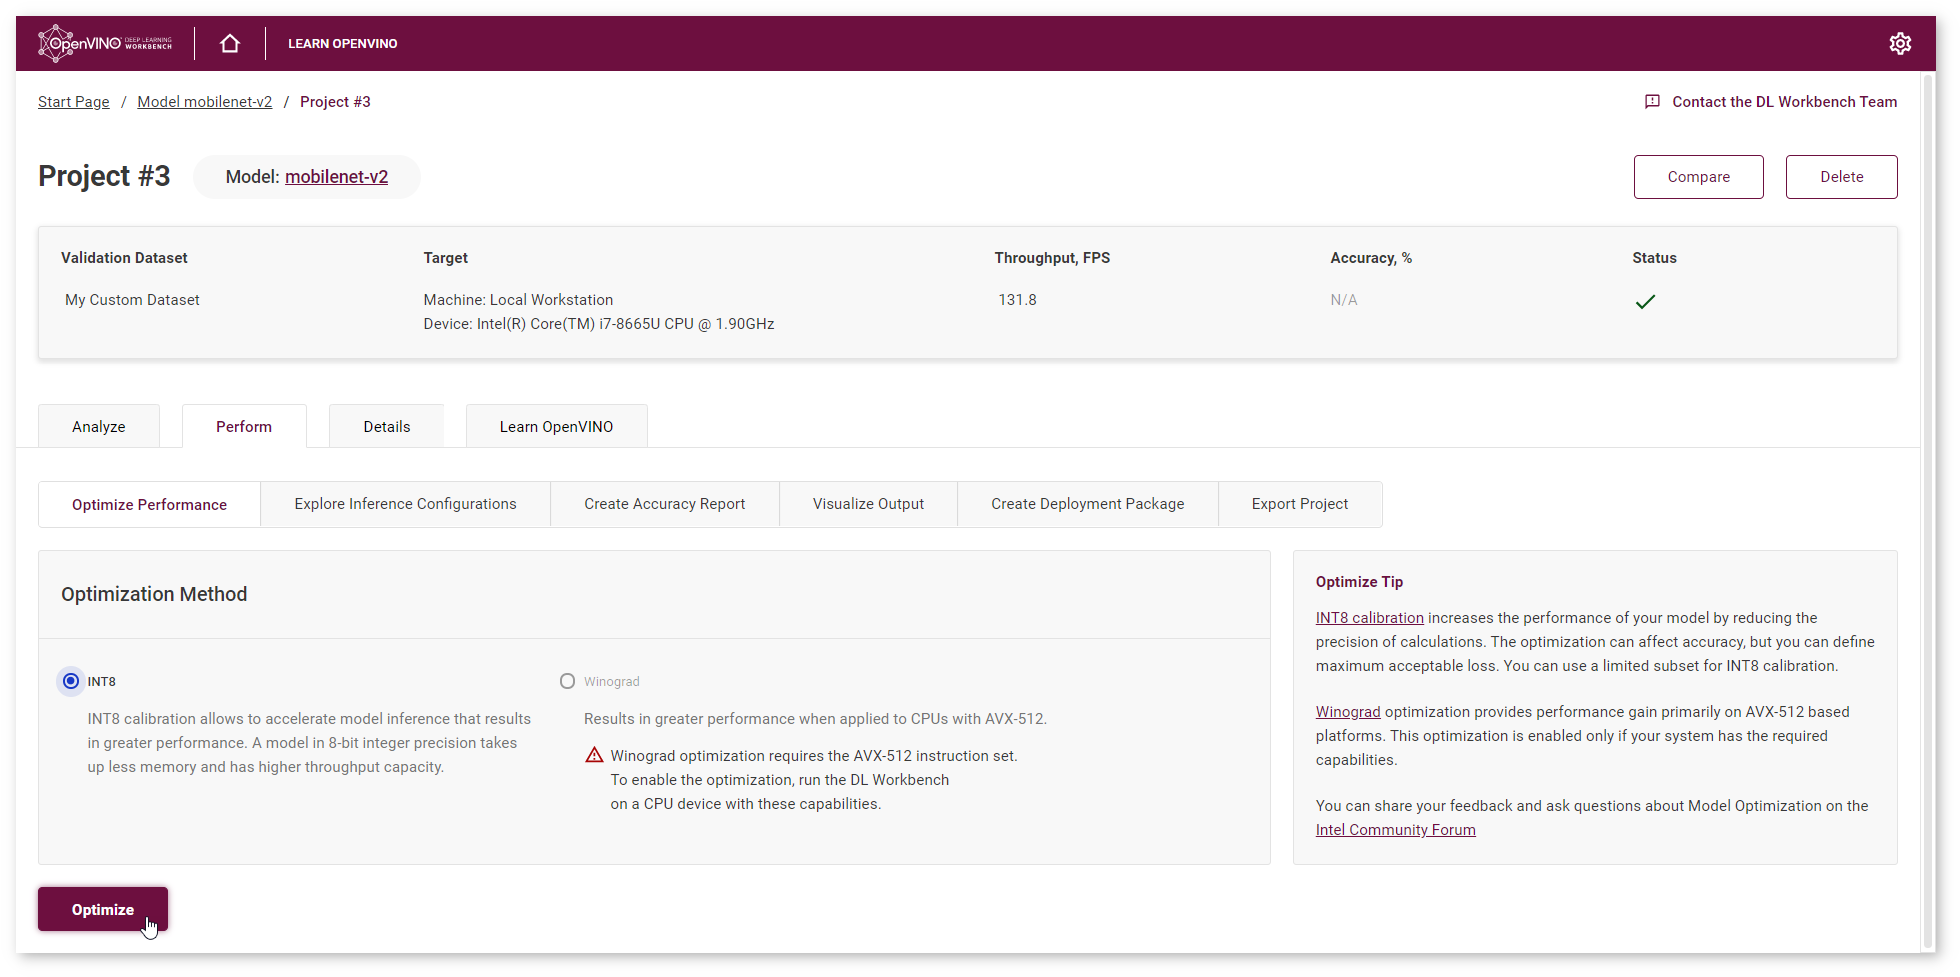 OpenVINO DEEP LEARNING WORKBENCH
LEARN OPENVINO
Start Page / Model mobilenet-v2 / Project #3
Contact the DL Workbench Team
Project #3
Model: mobilenet-v2
Compare
Delete
Validation Dataset
Target
Throughput, FPS
Accuracy, %
Status
My Custom Dataset
Machine: Local Workstation
Device: Intel(R) Core(TM) i7-8665U CPU @ 1.90GHz
131.8
N/A
Analyze
Perform
Details
Learn OpenVINO
Optimize Performance
Explore Inference Configurations
Create Accuracy Report
Visualize Output
Create Deployment Package
Export Project
Optimization Method
INT8
INT8 calibration allows to accelerate model inference that results
in greater performance. A model in 8-bit integer precision takes
up less memory and has higher throughput capacity.
Winograd
Results in greater performance when applied to CPUs with AVX-512.
Winograd optimization requires the AVX-512 instruction set.
To enable the optimization, run the DL Workbench
on a CPU device with these capabilities.
Optimize Tip
INT8 calibration increases the performance of your model by reducing the
precision of calculations. The optimization can affect accuracy, but you can define
maximum acceptable loss. You can use a limited subset for INT8 calibration.
Winograd optimization provides performance gain primarily on AVX-512 based
platforms. This optimization is enabled only if your system has the required
capabilities.
You can share your feedback and ask questions about Model Optimization on the
Intel Community Forum
Optimize